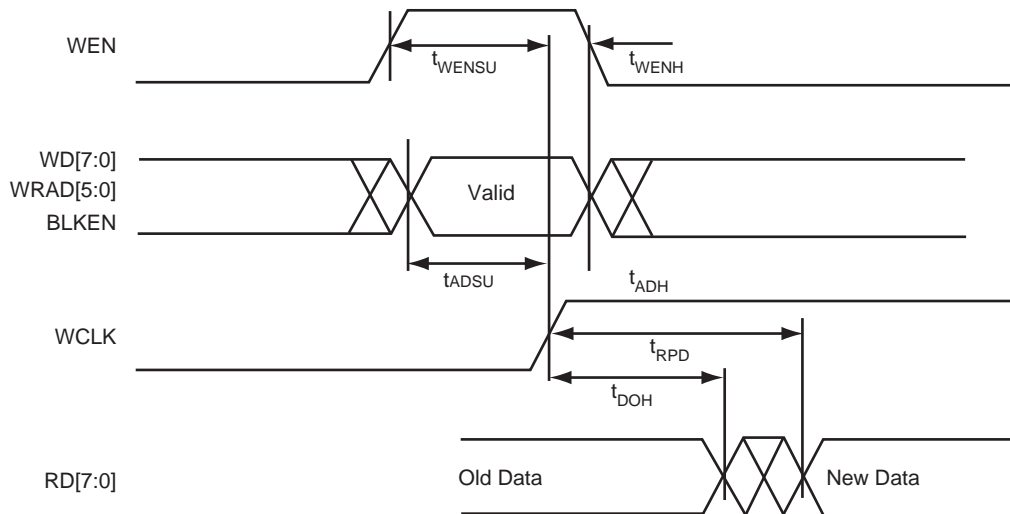 WEN
tWENSU
tWENH
WD[7:0]
WRAD[5:0]
BLKEN
Valid
tADSU
tADH
WCLK
tRPD
tDOH
RD[7:0]
Old Data
New Data